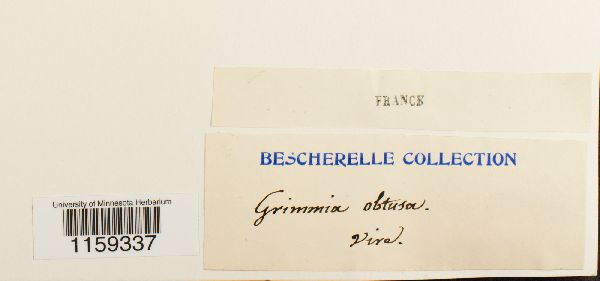 FRANCE
BESCHERELLE COLLECTION
Grimmia obtusa.
Vire.
University of Minnesota Herbarium
1159337